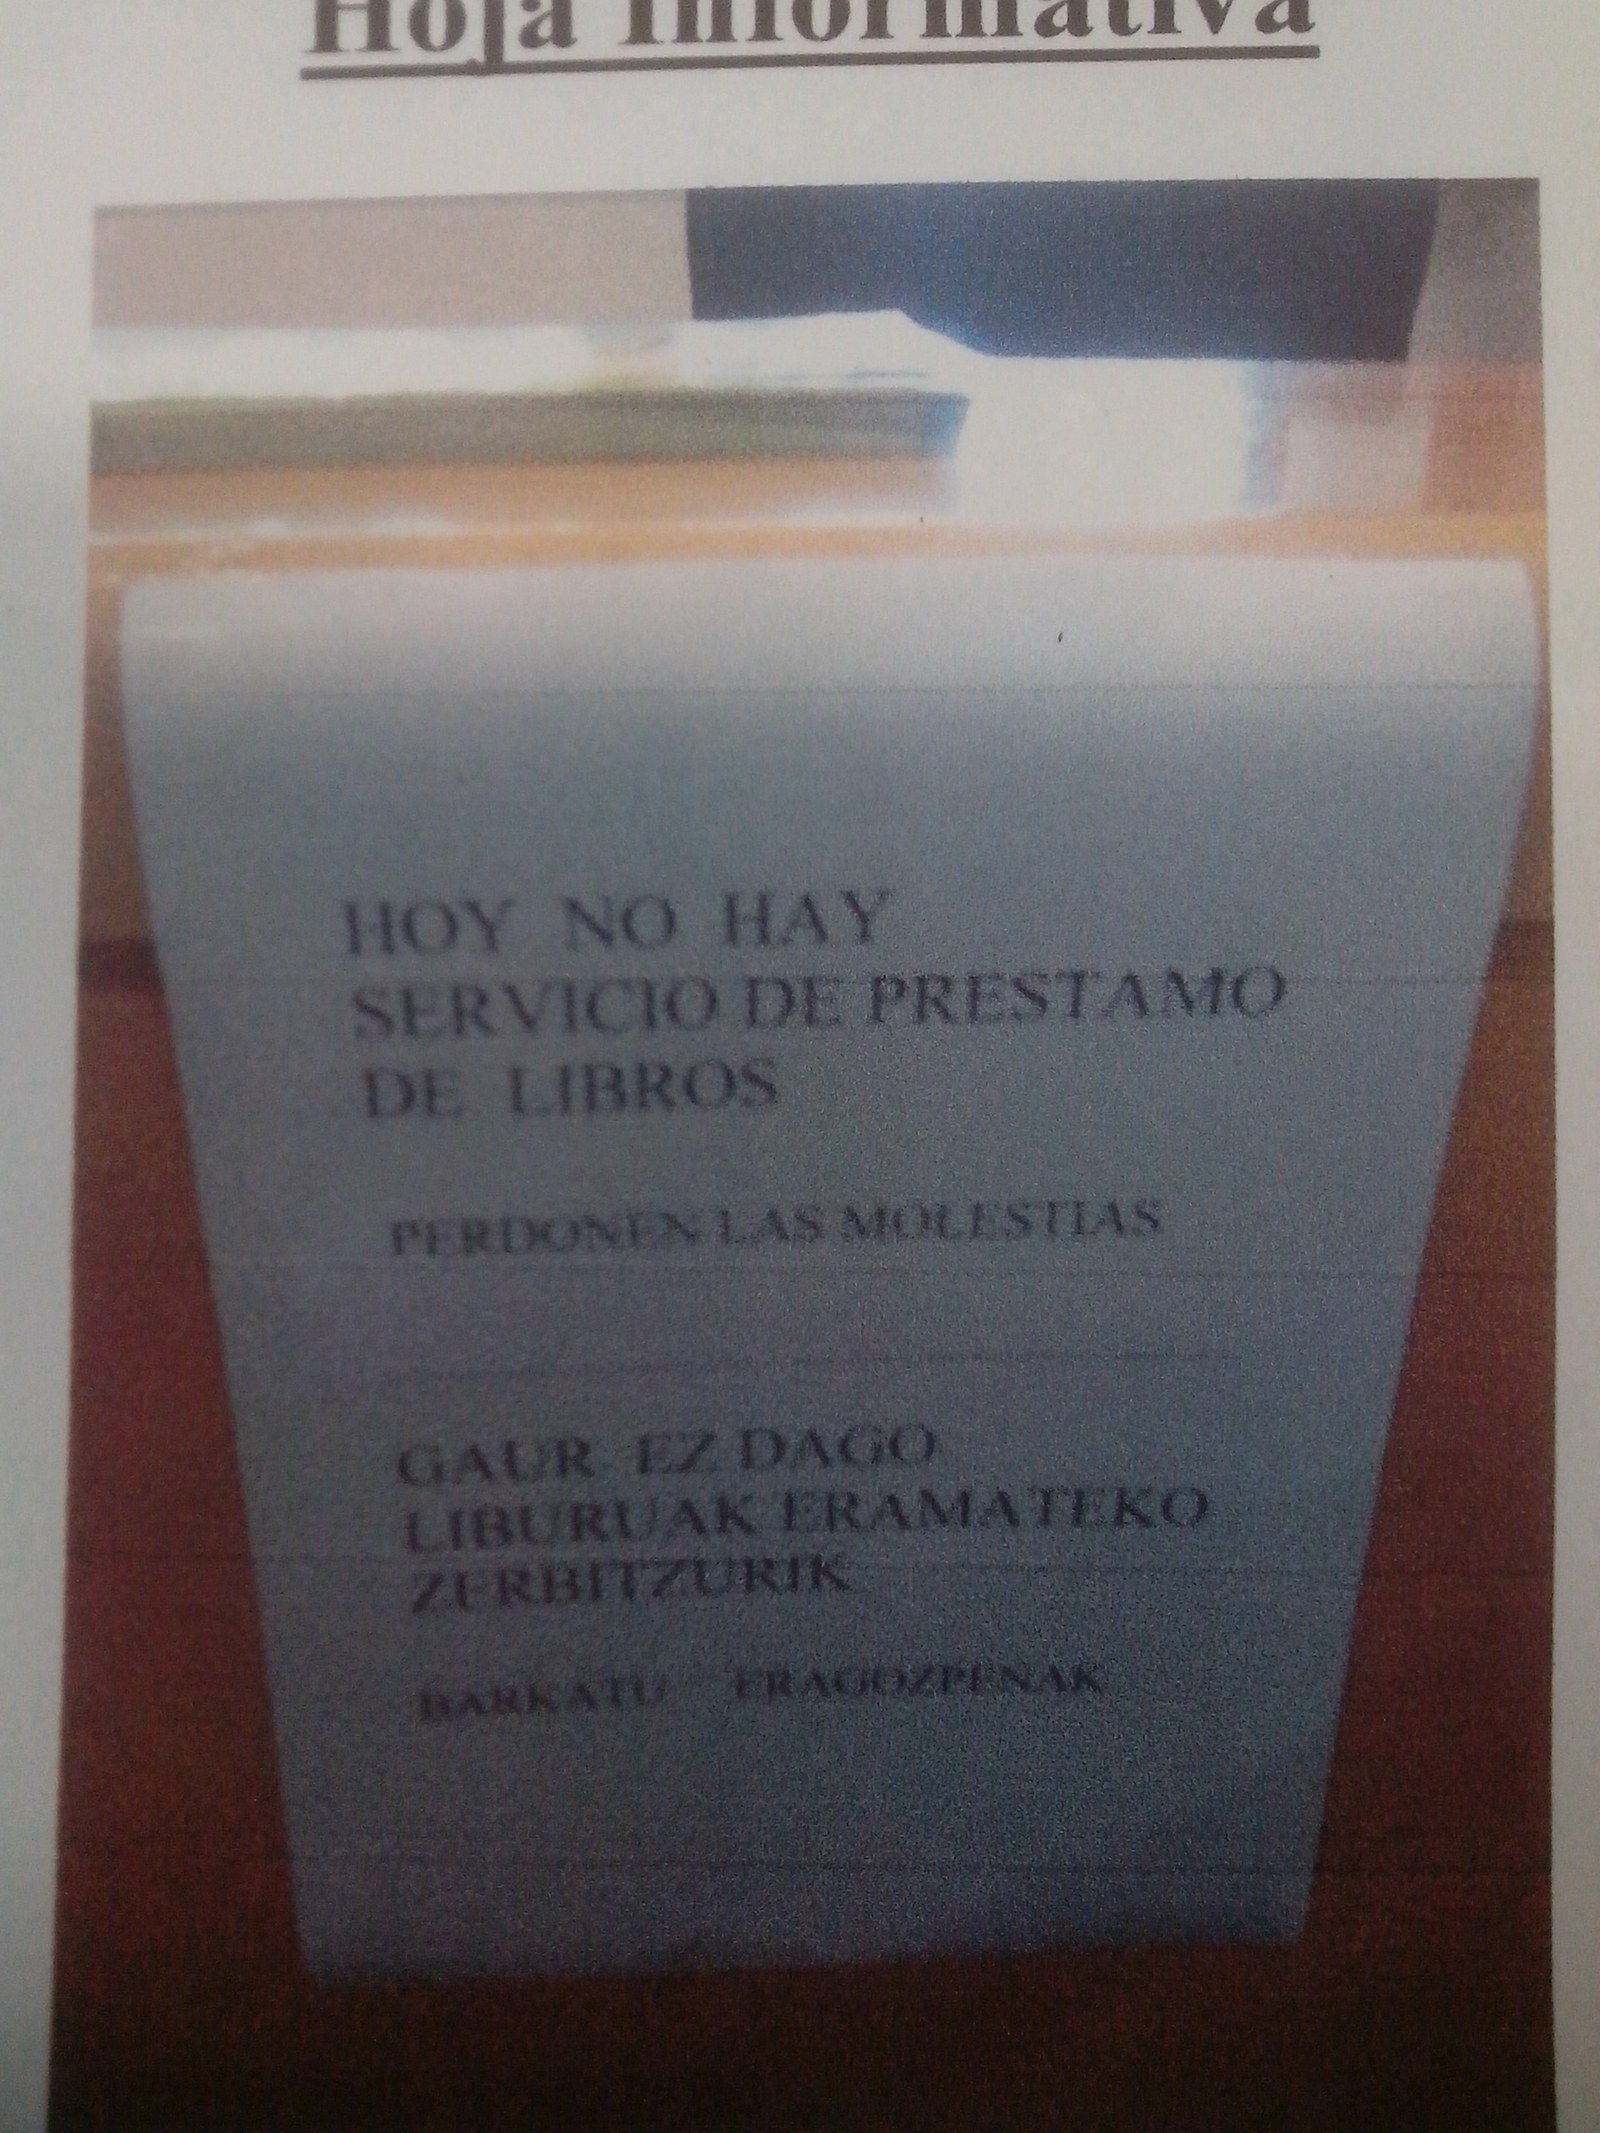 Hoja Informativa
HOY NO HAY
SERVICIO DE PRESTAMO
DE LIBROS
PERDONEN LAS MOLESTIAS
GAUR EZ DAGO
LIBURUAK ERAMATEKO
ZERBITZURIK
BARKATU ERAGOZPENAK